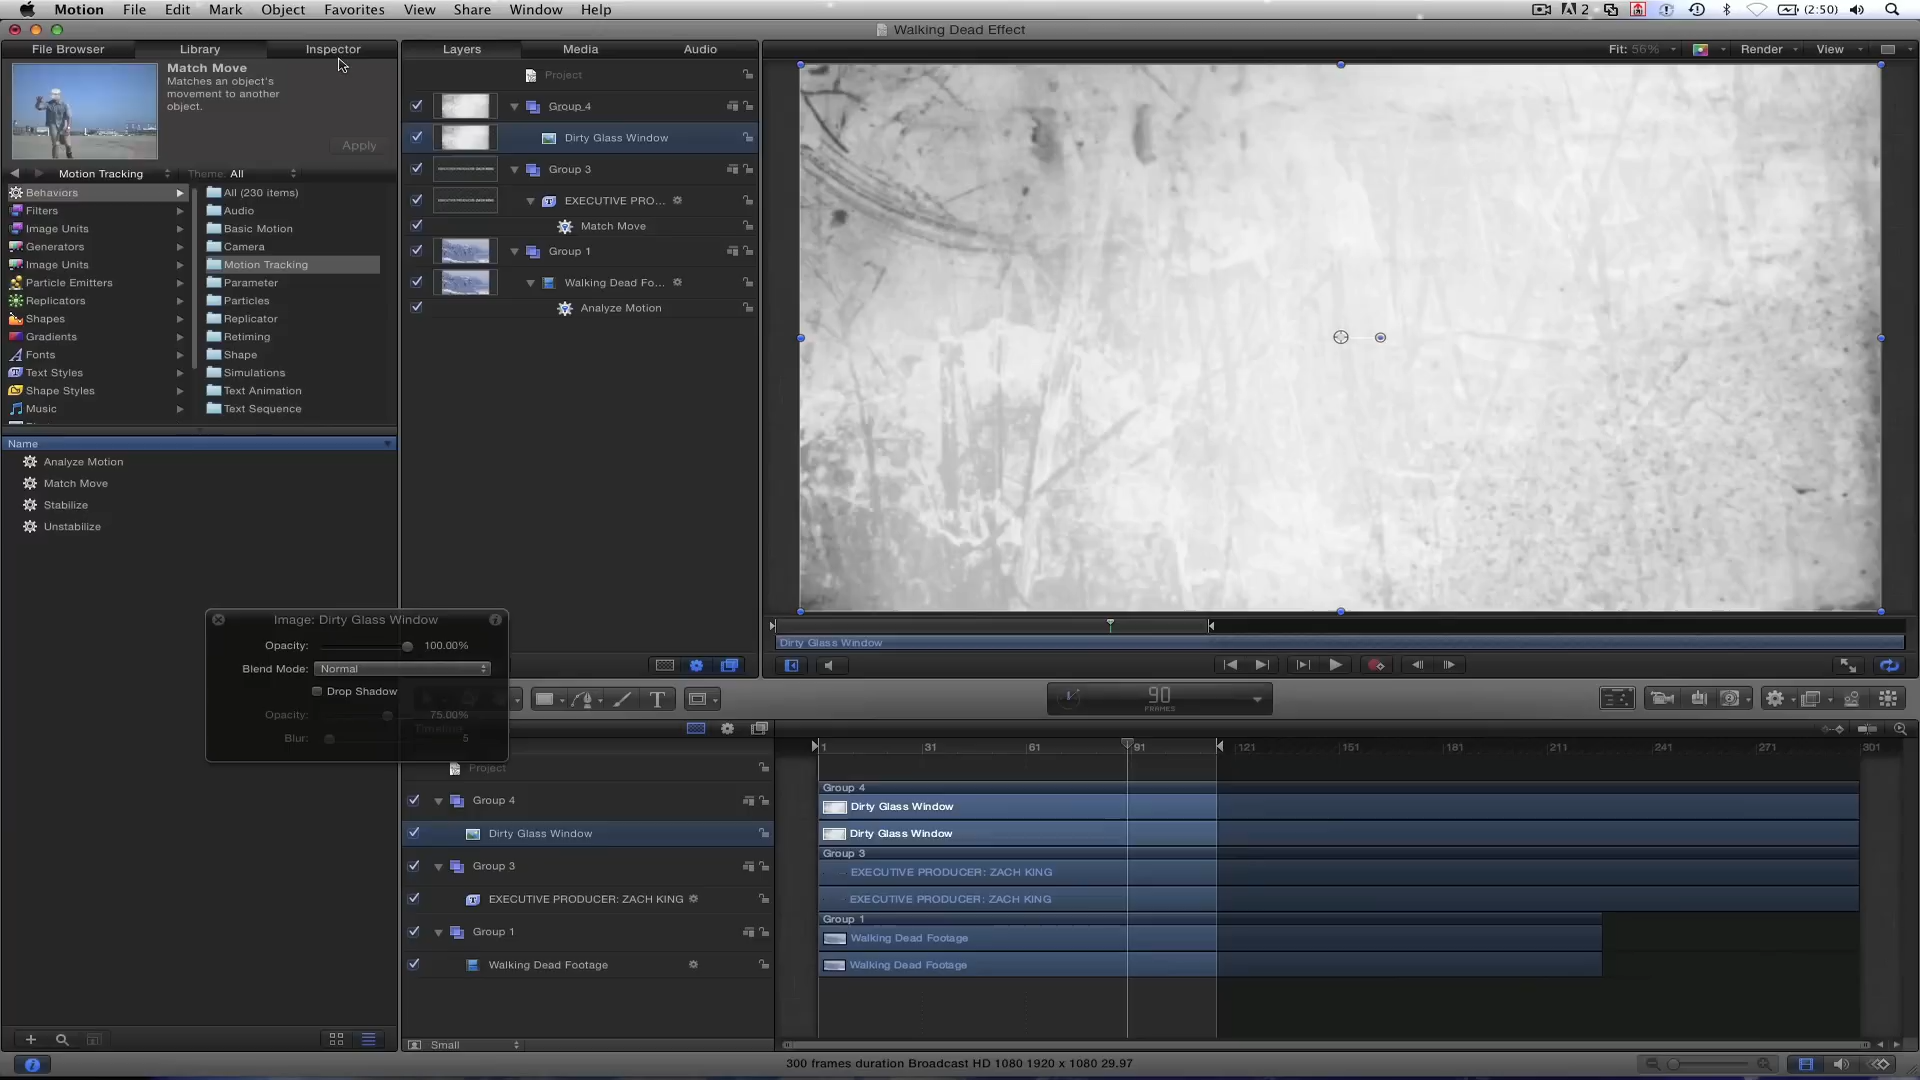 Motion File Edit Mark Object Favorites View Share Window Help 2 (2:50)
Walking Dead Effect
File Browser Library Inspector
Match Move
Matches an object's
movement to another
object.
Apply
Motion Tracking Theme: All
Behaviors
Filters
Image Units
Generators
Image Units
Particle Emitters
Replicators
Shapes
Gradients
Fonts
Text Styles
Shape Styles
Music
All (230 items)
Audio
Basic Motion
Camera
Motion Tracking
Parameter
Particles
Replicator
Retiming
Shape
Simulations
Text Animation
Text Sequence
Name
Analyze Motion
Match Move
Stabilize
Unstabilize
Layers Media Audio
Project
Group 4
Dirty Glass Window
Group 3
EXECUTIVE PRO...
Match Move
Group 1
Walking Dead Fo...
Analyze Motion
Fit: 56% Render View
Dirty Glass Window
Image: Dirty Glass Window
Opacity: 100.00%
Blend Mode: Normal
Drop Shadow
Opacity: 75.00%
Blur: 5
90
FRAMES
Project
Group 4
Dirty Glass Window
Group 3
EXECUTIVE PRODUCER: ZACH KING
Group 1
Walking Dead Footage
1 31 61 91 121 151 181 211 241 271 301
Group 4
Dirty Glass Window
Dirty Glass Window
Group 3
EXECUTIVE PRODUCER: ZACH KING
EXECUTIVE PRODUCER: ZACH KING
Group 1
Walking Dead Footage
Walking Dead Footage
Small
300 frames duration Broadcast HD 1080 1920 x 1080 29.97